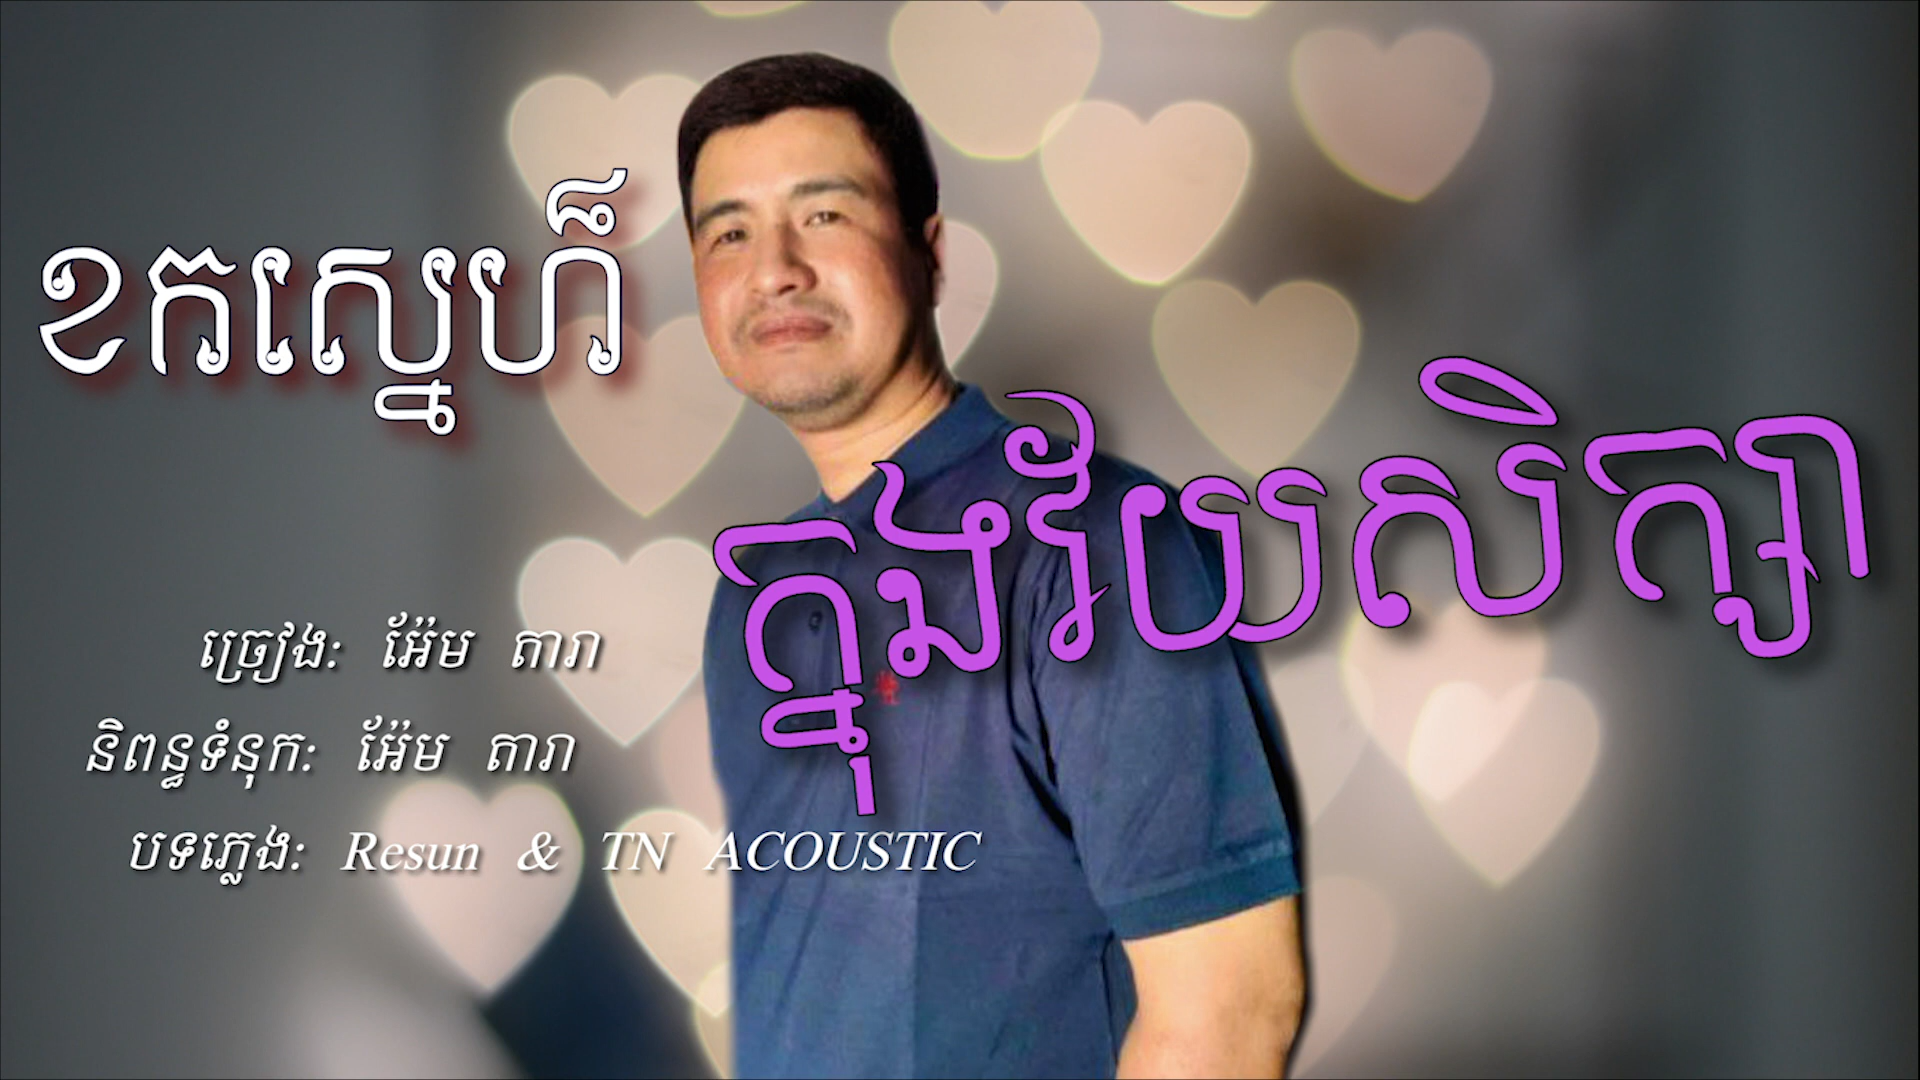 ខកស្នេហ៏
ក្នុងវ័យសិក្សា
ច្រៀង: អ៊ែម តារា
និពន្ធទំនុក: អ៊ែម តារា
បទភ្លេង: Resun & TN ACOUSTIC